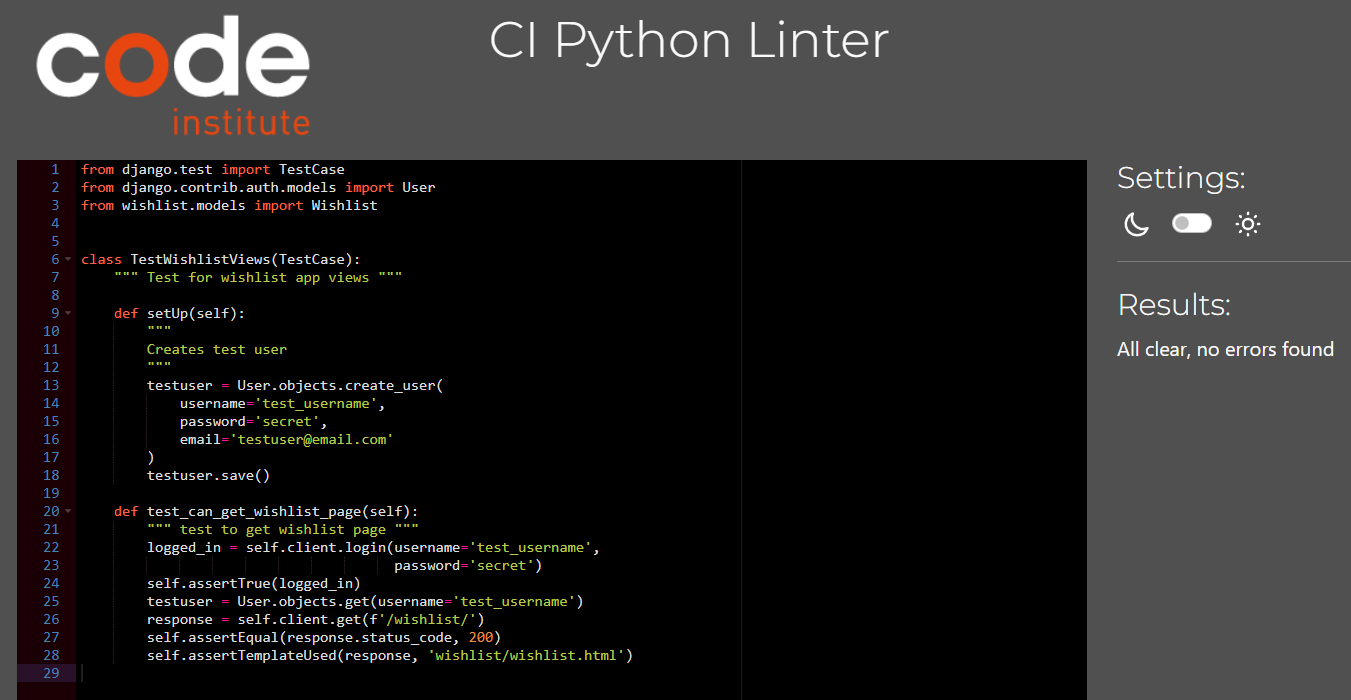 code
institute
CI Python Linter
1 from django.test import TestCase
2 from django.contrib.auth.models import User
3 from wishlist.models import Wishlist
4
5
6 class TestWishlistViews(TestCase):
7     """ Test for wishlist app views """
8
9     def setUp(self):
10         """
11         Creates test user
12         """
13         testuser = User.objects.create_user(
14             username='test_username',
15             password='secret',
16             email='testuser@email.com'
17         )
18         testuser.save()
19
20     def test_can_get_wishlist_page(self):
21         """ test to get wishlist page """
22         logged_in = self.client.login(username='test_username',
23                                       password='secret')
24         self.assertTrue(logged_in)
25         testuser = User.objects.get(username='test_username')
26         response = self.client.get(f'/wishlist/')
27         self.assertEqual(response.status_code, 200)
28         self.assertTemplateUsed(response, 'wishlist/wishlist.html')
29
Settings:
Results:
All clear, no errors found